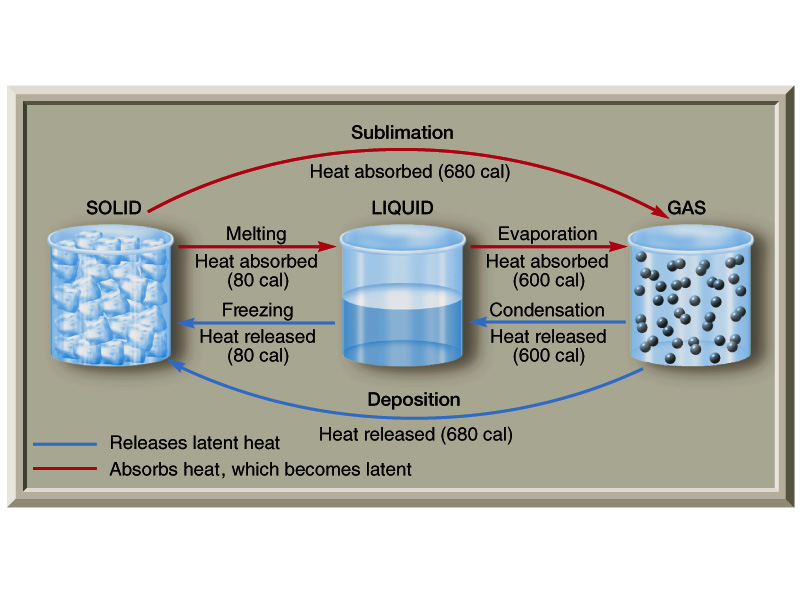 Sublimation
Heat absorbed (680 cal)
SOLID
LIQUID
GAS
Melting
Heat absorbed
(80 cal)
Evaporation
Heat absorbed
(600 cal)
Freezing
Heat released
(80 cal)
Condensation
Heat released
(600 cal)
Deposition
Heat released (680 cal)
Releases latent heat
Absorbs heat, which becomes latent